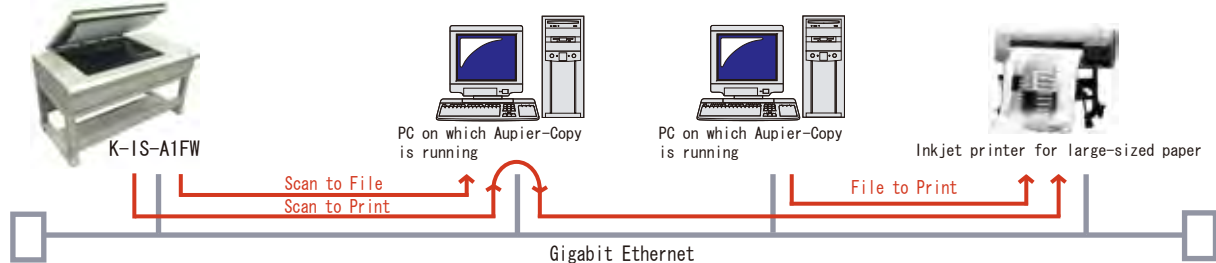 K-IS-A1FW
PC on which Aupier-Copy
is running
PC on which Aupier-Copy
is running
Inkjet printer for large-sized paper
Scan to File
File to Print
Scan to Print
Gigabit Ethernet